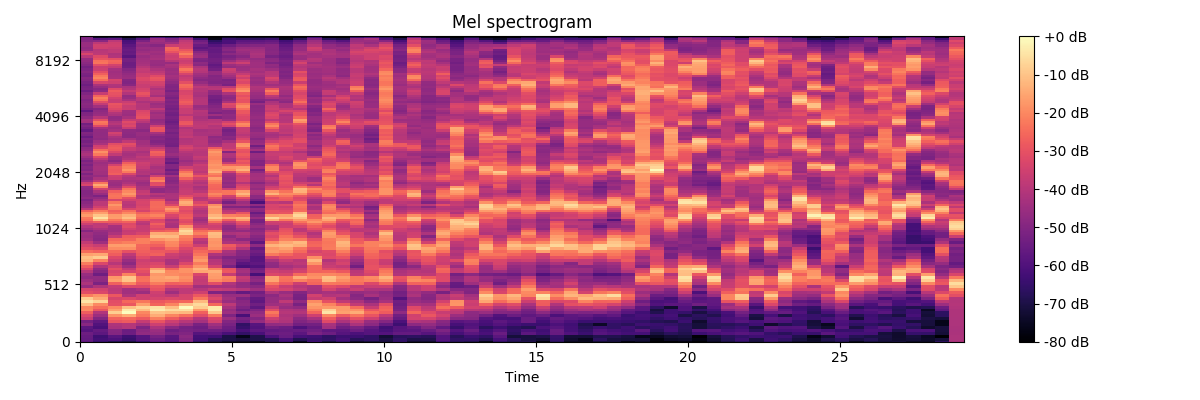 Mel spectrogram
Hz
8192
4096
2048
1024
512
0
0 5 10 15 20 25
Time
+0 dB
-10 dB
-20 dB
-30 dB
-40 dB
-50 dB
-60 dB
-70 dB
-80 dB